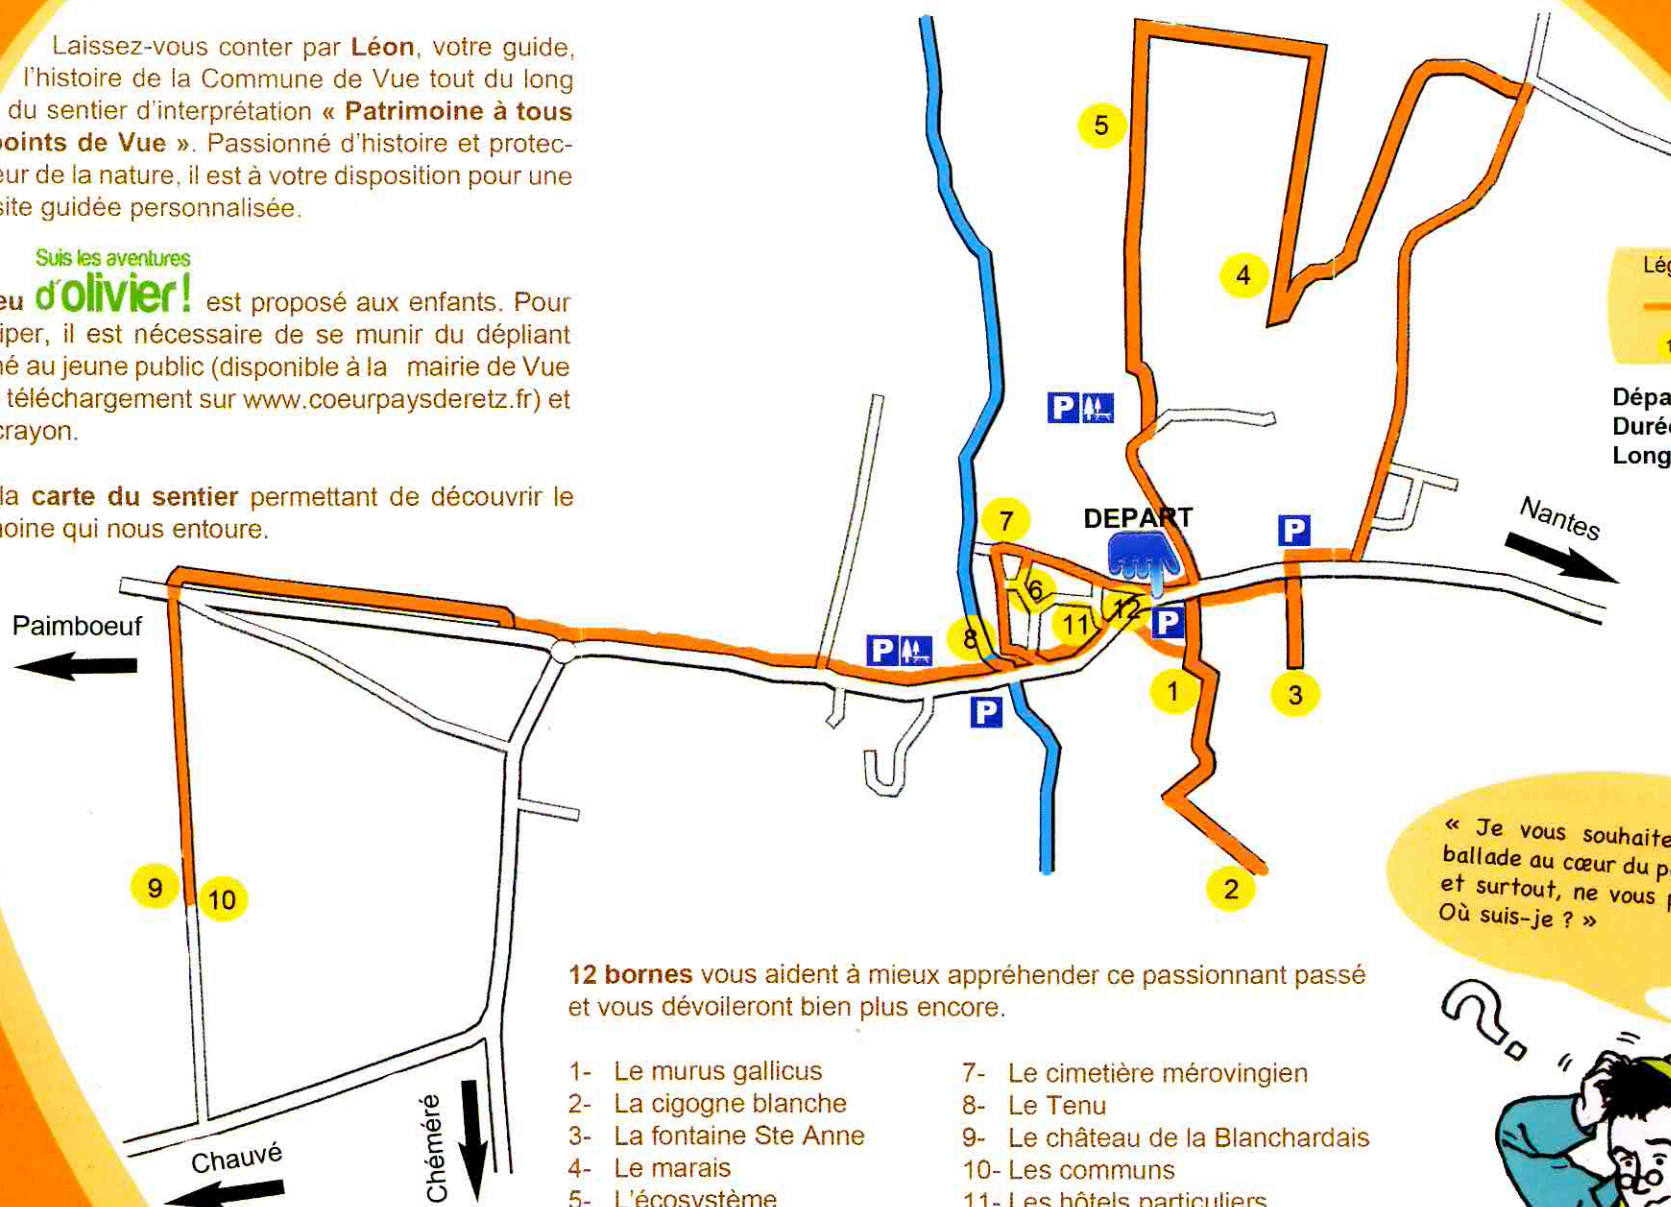 Laissez-vous conter par Léon, votre guide,
l'histoire de la Commune de Vue tout du long
du sentier d'interprétation « Patrimoine à tous
points de Vue ». Passionné d'histoire et protec-
eur de la nature, il est à votre disposition pour une
site guidée personnalisée.
Suis les aventures
eu d'olivier! est proposé aux enfants. Pour
iper, il est nécessaire de se munir du dépliant
né au jeune public (disponible à la mairie de Vue
téléchargement sur www.coeurpaysderetz.fr) et
crayon.
la carte du sentier permettant de découvrir le
moine qui nous entoure.
5
4
Lég
1
P
Dépa
Durée
Long
7
DEPART
P
Nantes
6
12
11
P
8
P
Paimboeuf
1
3
P
2
9
10
« Je vous souhaite
ballade au cœur du p
et surtout, ne vous p
Où suis-je ? »
?
12 bornes vous aident à mieux appréhender ce passionnant passé
et vous dévoileront bien plus encore.
1- Le murus gallicus
2- La cigogne blanche
3- La fontaine Ste Anne
4- Le marais
5- L'écosystème
7- Le cimetière mérovingien
8- Le Tenu
9- Le château de la Blanchardais
10- Les communs
11- Les hôtels particuliers
Chauvé
Chéméré